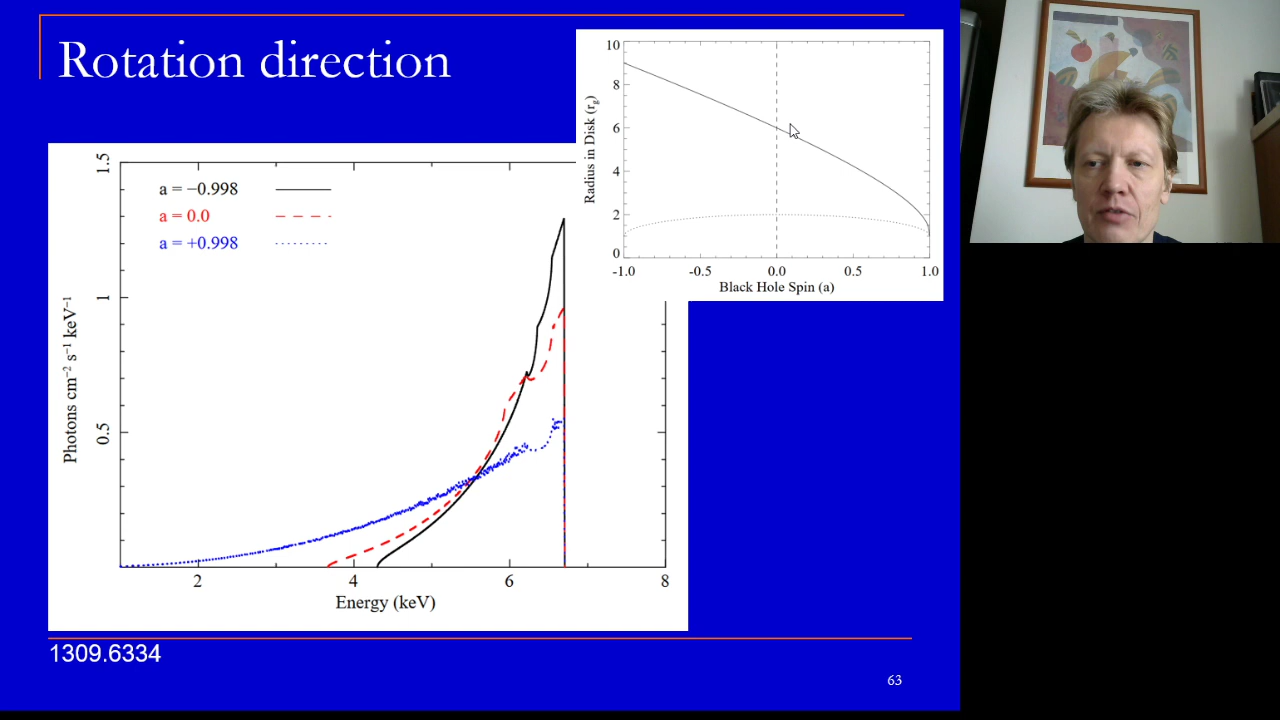 Rotation direction
10
8
6
4
2
0
Radius in Disk (rg)
-1.0 -0.5 0.0 0.5 1.0
Black Hole Spin (a)
1.5
1
0.5
Photons cm−2 s−1 keV−1
a = −0.998
a = 0.0
a = +0.998
2 4 6 8
Energy (keV)
1309.6334
63